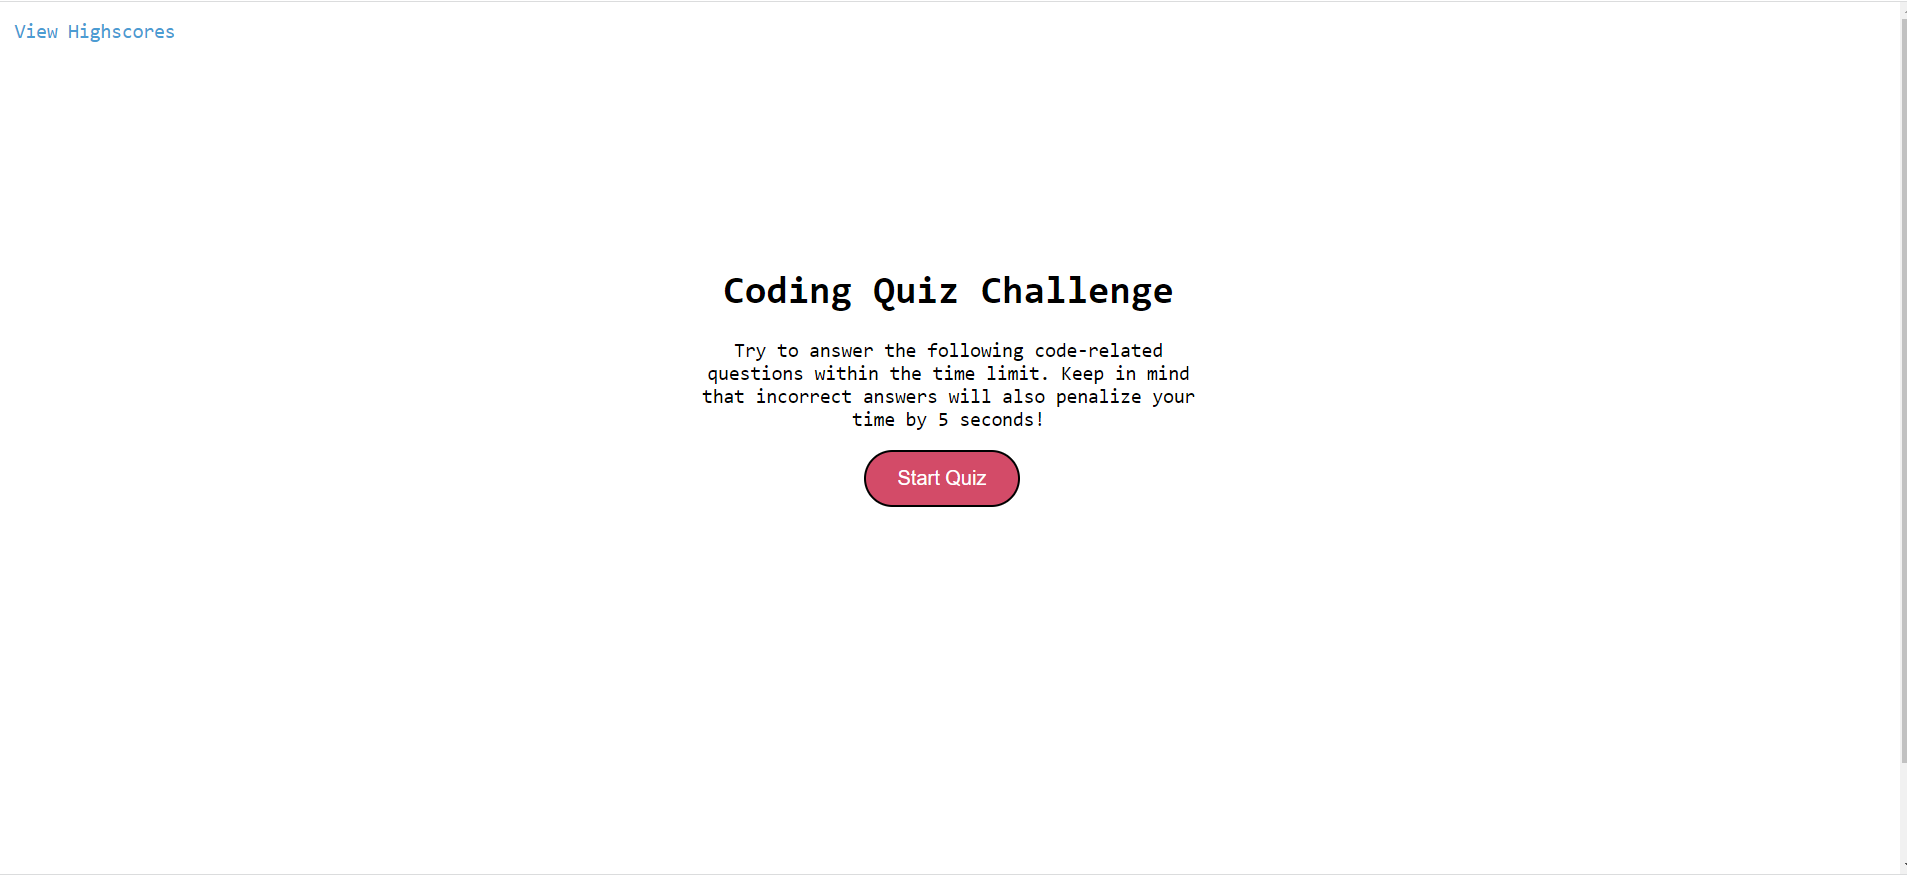 View Highscores
Coding Quiz Challenge
Try to answer the following code-related
questions within the time limit. Keep in mind
that incorrect answers will also penalize your
time by 5 seconds!
Start Quiz